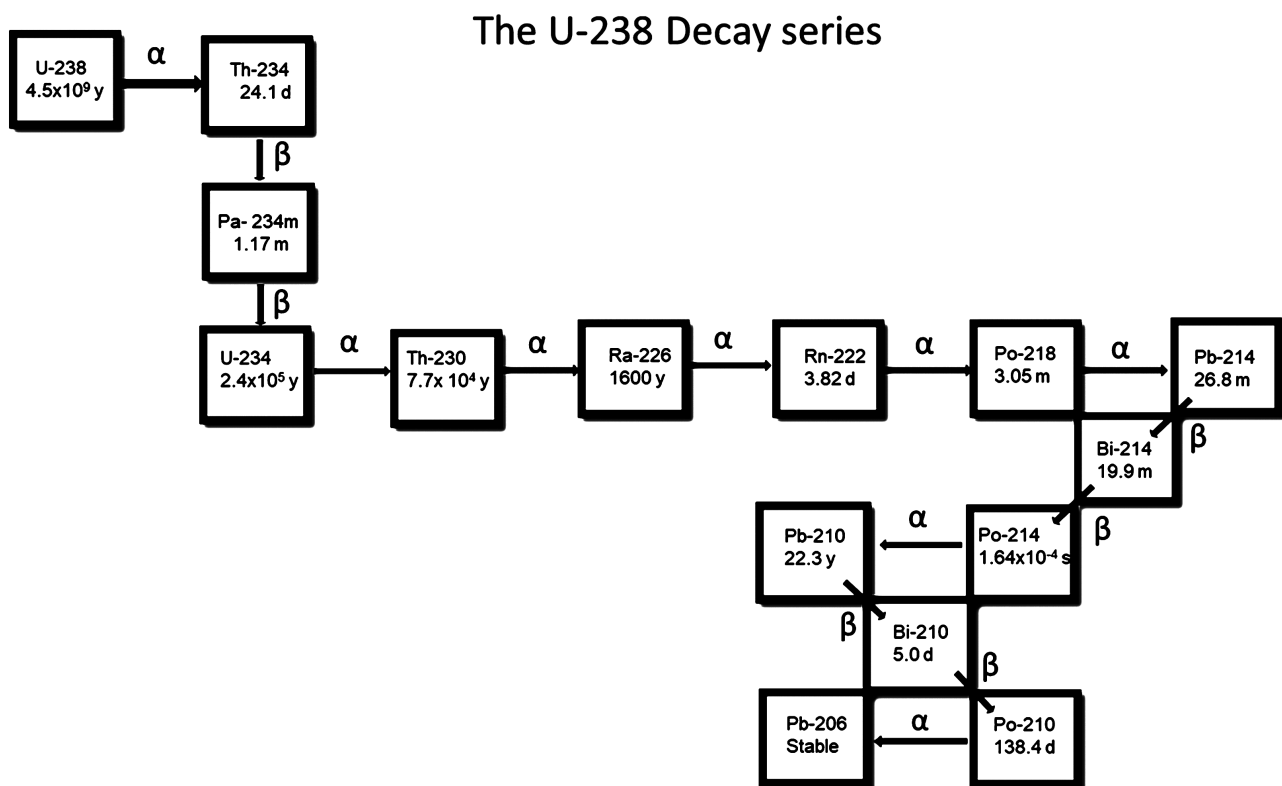 The U-238 Decay series
U-238
4.5x10⁹ y
α
Th-234
24.1 d
β
Pa- 234m
1.17 m
β
U-234
2.4x10⁵ y
α
Th-230
7.7x 10⁴ y
α
Ra-226
1600 y
α
Rn-222
3.82 d
α
Po-218
3.05 m
α
Pb-214
26.8 m
β
Bi-214
19.9 m
β
Po-214
1.64x10⁻⁴ s
α
Pb-210
22.3 y
β
Bi-210
5.0 d
β
Po-210
138.4 d
α
Pb-206
Stable